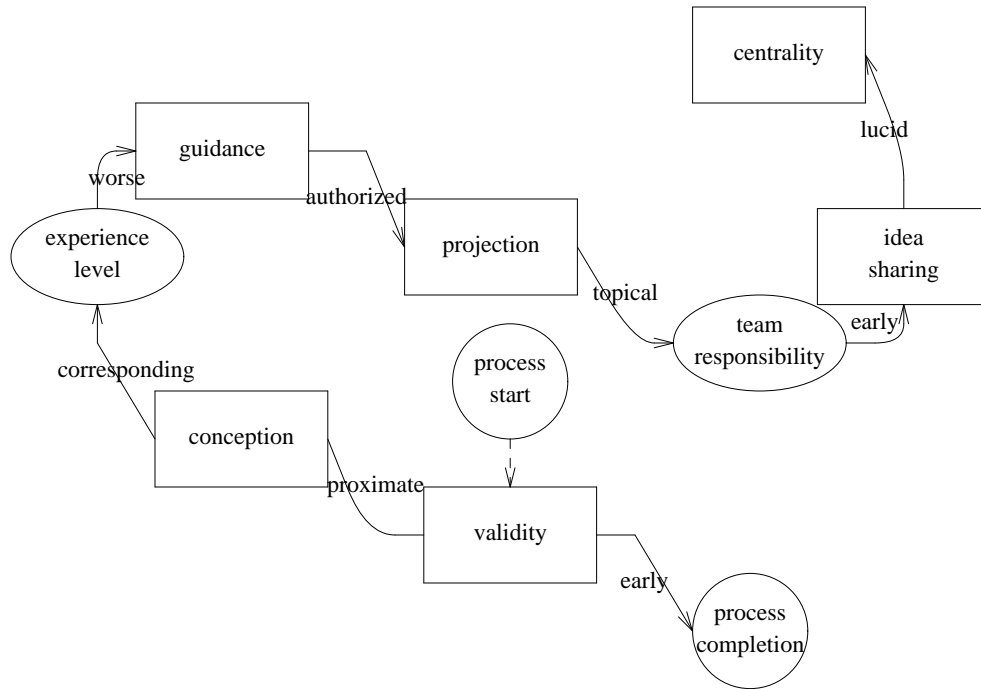 centrality
lucid
guidance
worse
authorized
experience
level
projection
idea
sharing
topical
team
responsibility
early
process
start
corresponding
conception
proximate
validity
early
process
completion